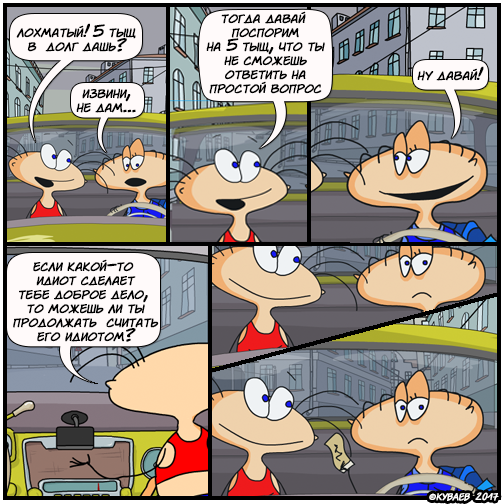 ЛОХМАТЫЙ! 5 ТЫЩ
В ДОЛГ ДАШЬ?
ИЗВИНИ,
НЕ ДАМ...
ТОГДА ДАВАЙ
ПОСПОРИМ
НА 5 ТЫЩ, ЧТО ТЫ
НЕ СМОЖЕШЬ
ОТВЕТИТЬ НА
ПРОСТОЙ ВОПРОС
НУ ДАВАЙ!
ЕСЛИ КАКОЙ-ТО
ИДИОТ СДЕЛАЕТ
ТЕБЕ ДОБРОЕ ДЕЛО,
ТО МОЖЕШЬ ЛИ ТЫ
ПРОДОЛЖАТЬ СЧИТАТЬ
ЕГО ИДИОТОМ?
©КУВАЕВ 2017